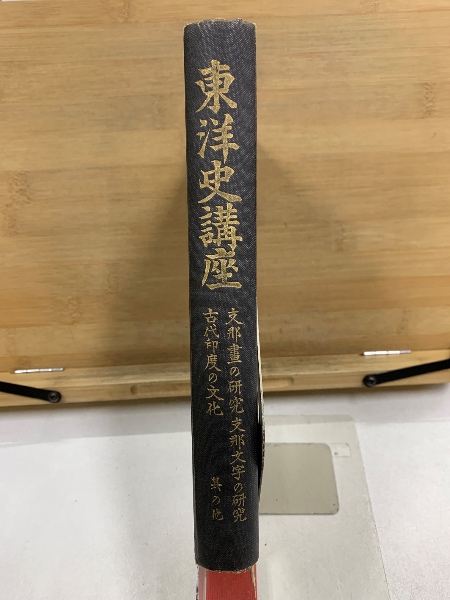 東洋史講座
支那畫の研究 支那文字の研究
古代印度の文化 其の他